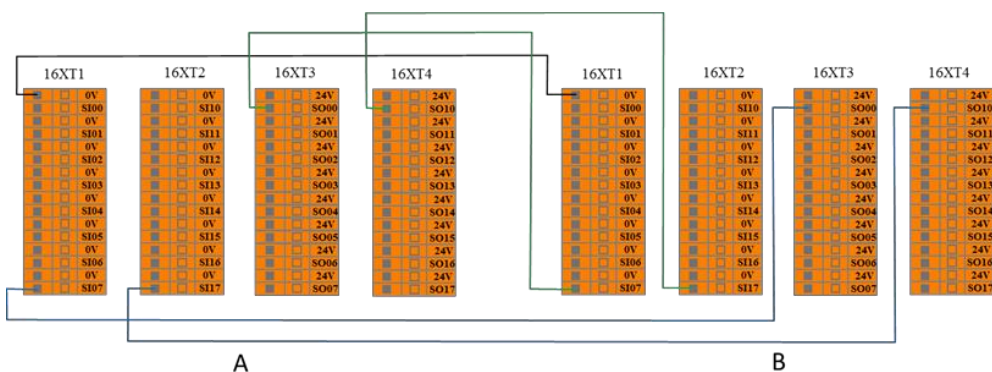 16XT1 16XT2 16XT3 16XT4 16XT1 16XT2 16XT3 16XT4
0V 0V 24V 24V 0V 24V 24V 24V
SI00 SI10 SO00 SO10 SI00 SI10 SO00 SO10
0V 0V 24V 24V 0V 24V 24V 24V
SI01 SI11 SO01 SO11 SI01 SI11 SO01 SO11
0V 0V 24V 24V 0V 0V 24V 24V
SI02 SI12 SO02 SO12 SI02 SI12 SO02 SO12
0V 0V 24V 24V 0V 0V 24V 24V
SI03 SI13 SO03 SO13 SI03 SI13 SO03 SO13
0V 0V 24V 24V 0V 0V 24V 24V
SI04 SI14 SO04 SO14 SI04 SI14 SO04 SO14
0V 0V 24V 24V 0V 0V 24V 24V
SI05 SI15 SO05 SO15 SI05 SI15 SO05 SO15
0V 0V 24V 24V 0V 0V 24V 24V
SI06 SI16 SO06 SO16 SI06 SI16 SO06 SO16
0V 0V 24V 24V 0V 0V 24V 24V
SI07 SI17 SO07 SO17 SI07 SI17 SO07 SO17
A B